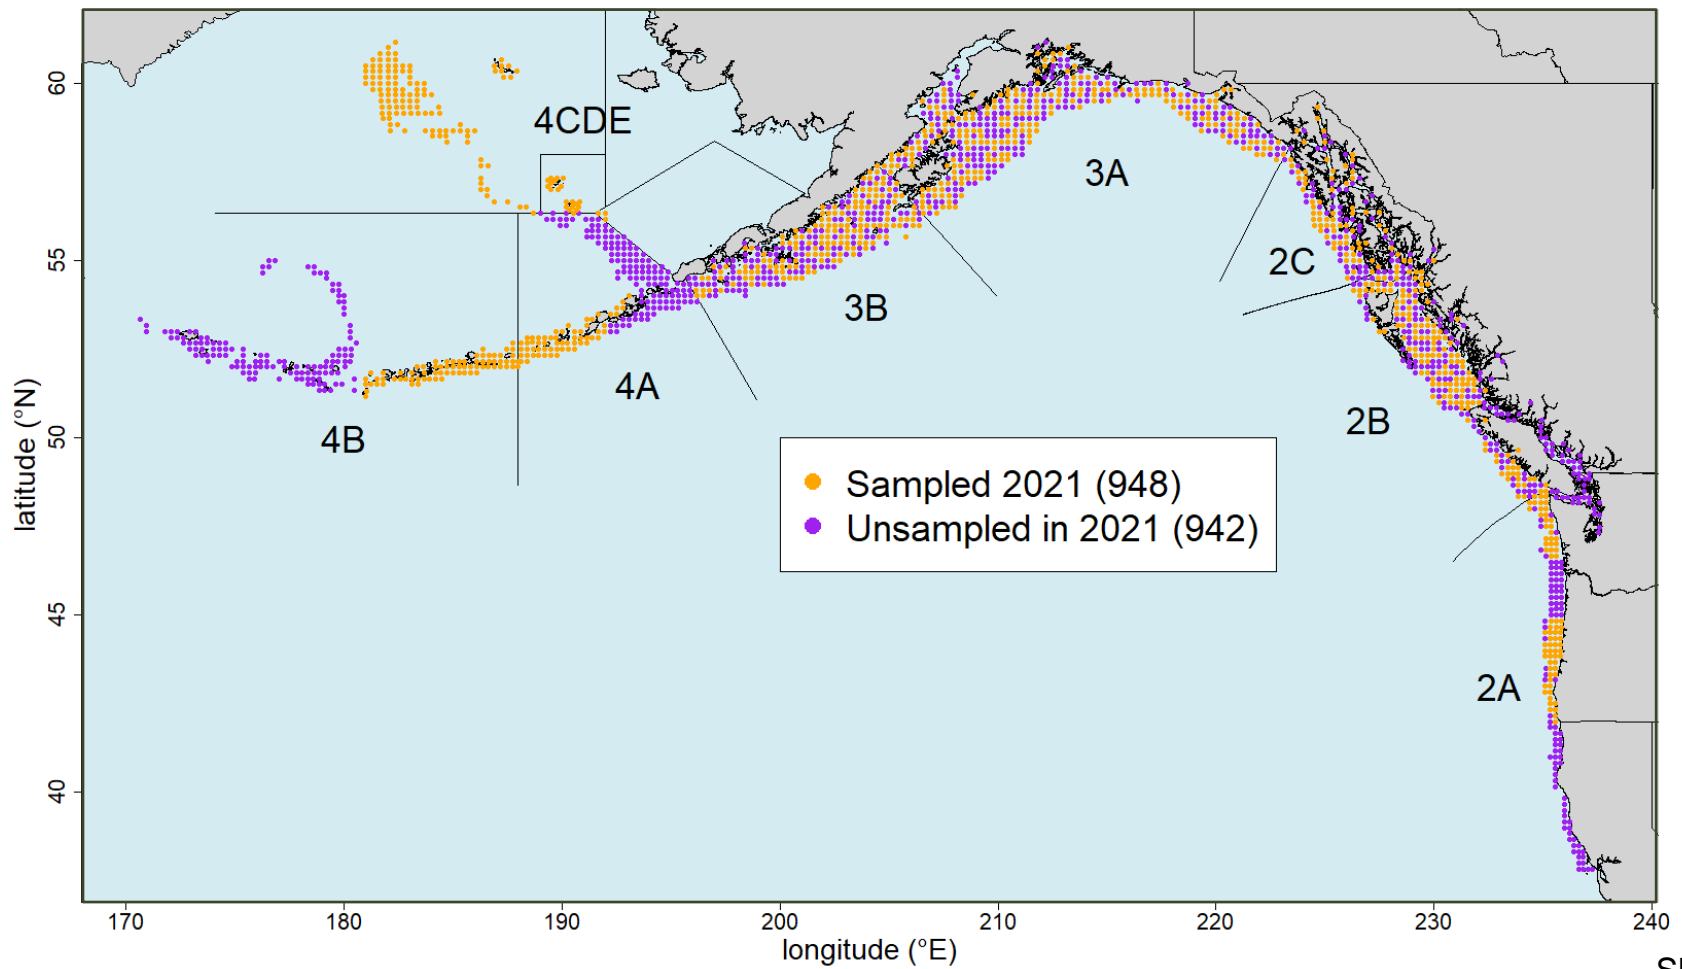 60
55
50
45
40
latitude (°N)
4CDE
3A
2C
3B
4A
2B
4B
Sampled 2021 (948)
Unsampled in 2021 (942)
2A
170
180
190
200
210
220
230
240
longitude (°E)